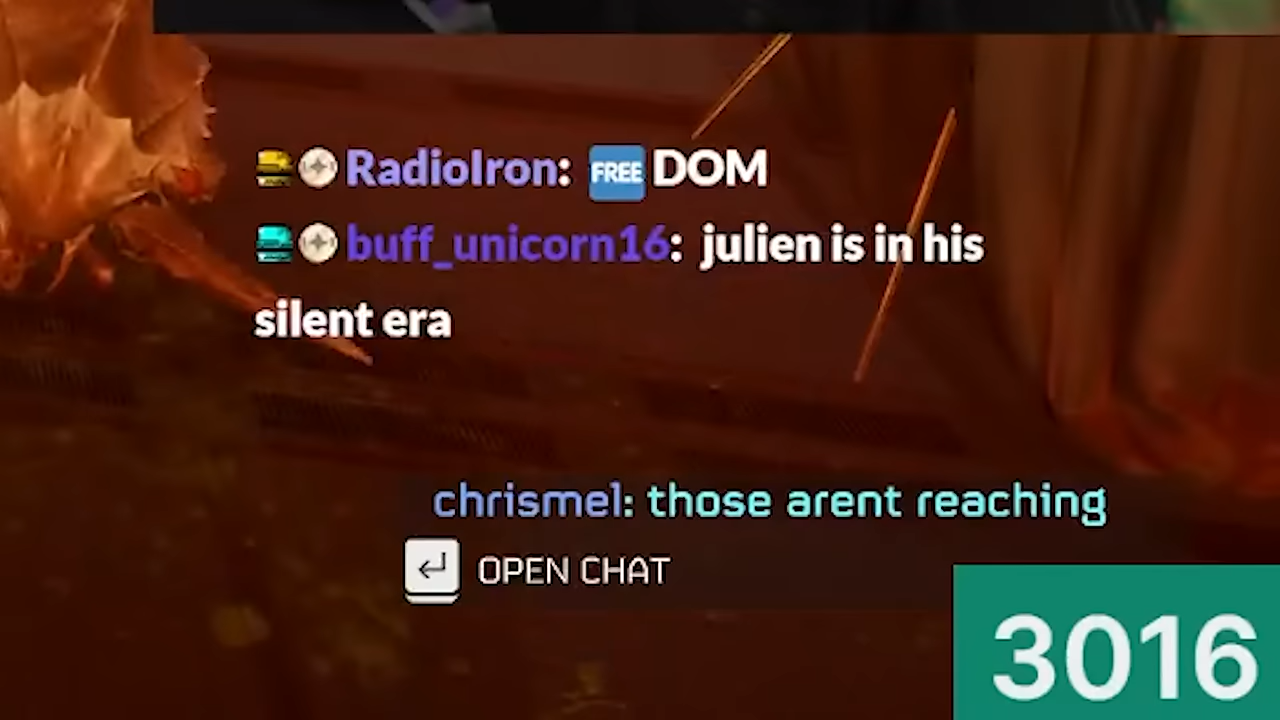 RadioIron: FREE DOM
buff_unicorn16: julien is in his
silent era
chrismel: those arent reaching
OPEN CHAT
3016